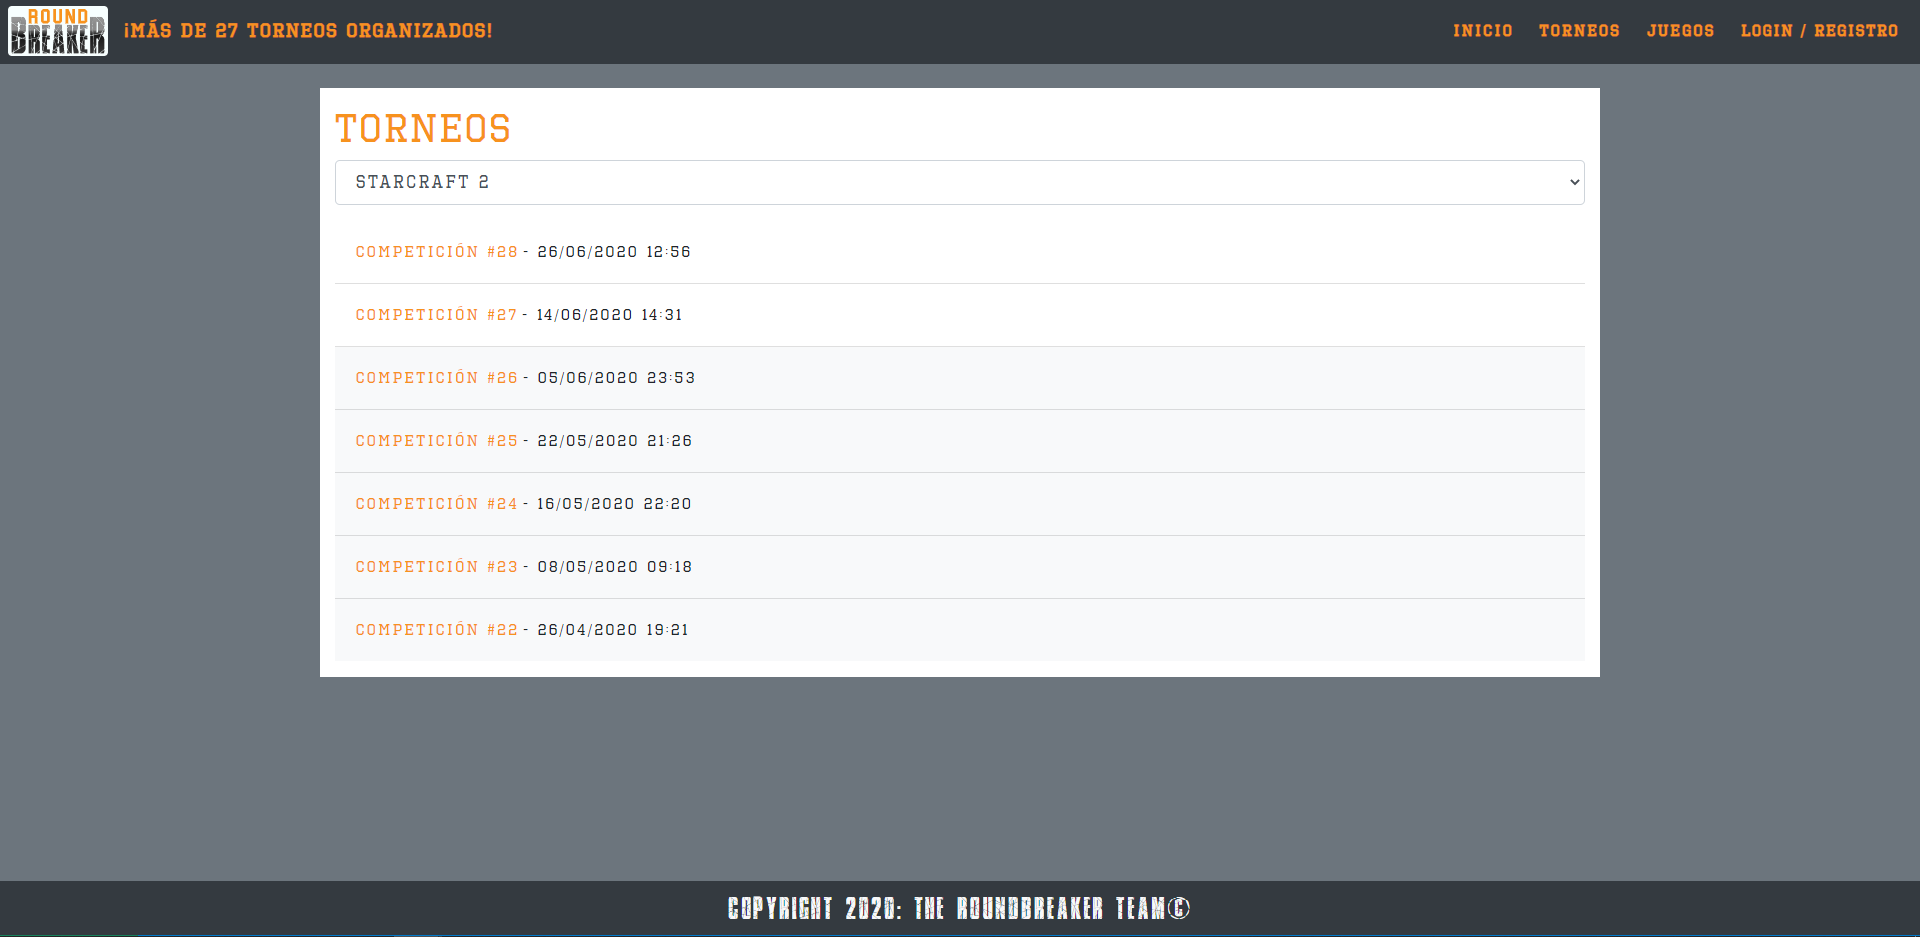 ROUND
BREAKER
¡MÁS DE 27 TORNEOS ORGANIZADOS!
INICIO
TORNEOS
JUEGOS
LOGIN / REGISTRO
TORNEOS
STARCRAFT 2
COMPETICIÓN #28 - 26/06/2020 12:56
COMPETICIÓN #27 - 14/06/2020 14:31
COMPETICIÓN #26 - 05/06/2020 23:53
COMPETICIÓN #25 - 22/05/2020 21:26
COMPETICIÓN #24 - 16/05/2020 22:20
COMPETICIÓN #23 - 08/05/2020 09:18
COMPETICIÓN #22 - 26/04/2020 19:21
COPYRIGHT 2020: THE ROUNDBREAKER TEAM©